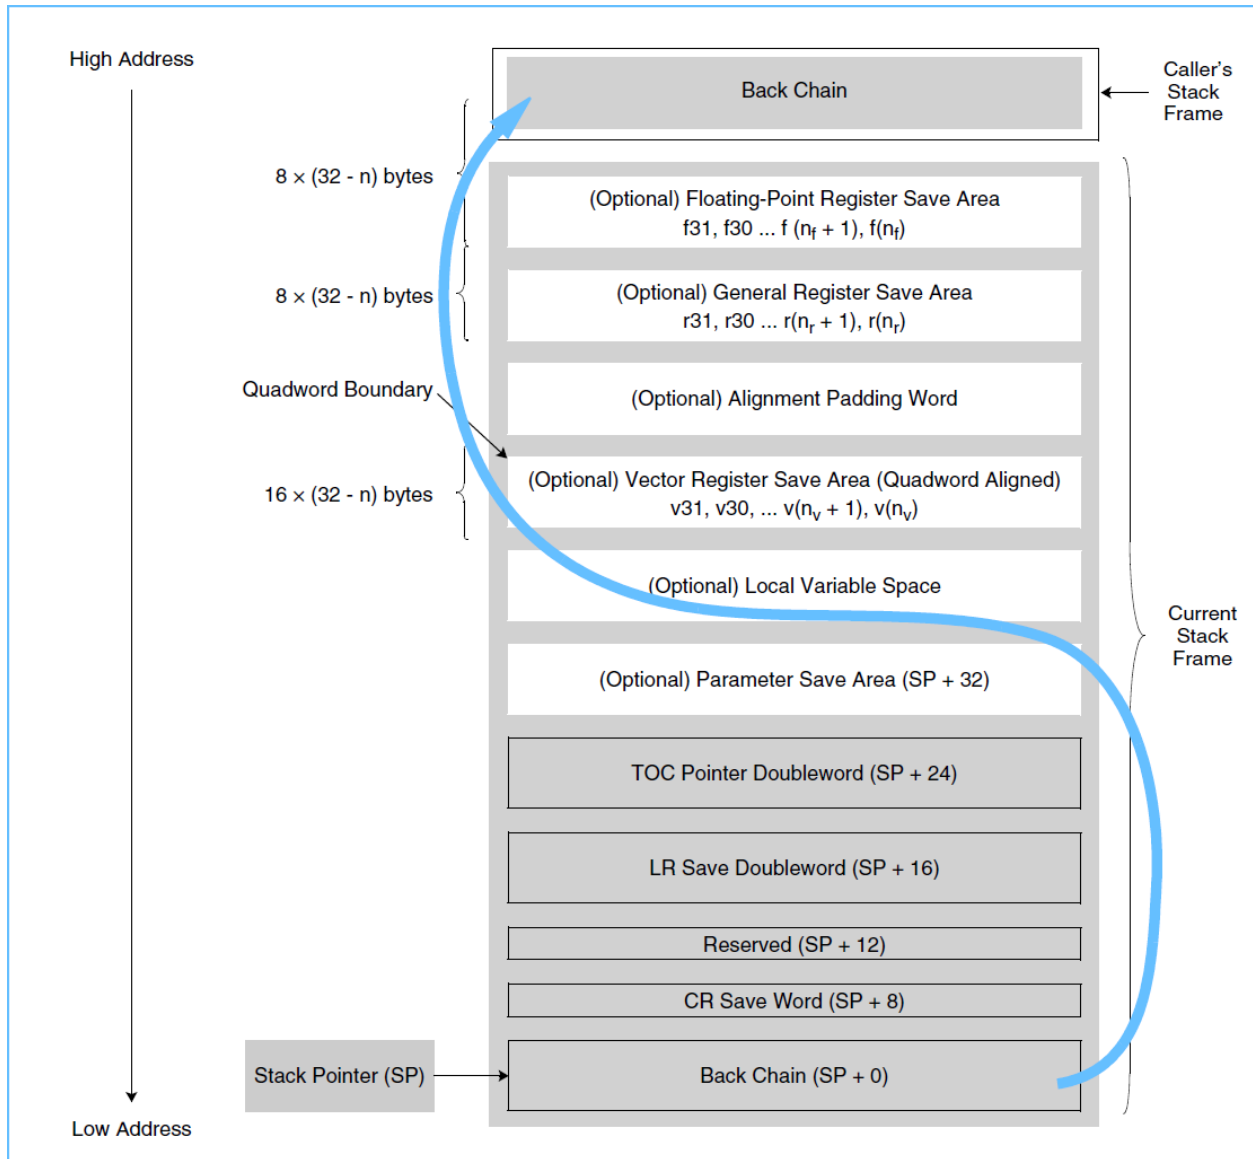 High Address
Back Chain
Caller's
Stack
Frame
8 × (32 - n) bytes
(Optional) Floating-Point Register Save Area
f31, f30 ... f (nf + 1), f(nf)
8 × (32 - n) bytes
(Optional) General Register Save Area
r31, r30 ... r(nr + 1), r(nr)
Quadword Boundary
(Optional) Alignment Padding Word
16 × (32 - n) bytes
(Optional) Vector Register Save Area (Quadword Aligned)
v31, v30, ... v(nv + 1), v(nv)
(Optional) Local Variable Space
Current
Stack
Frame
(Optional) Parameter Save Area (SP + 32)
TOC Pointer Doubleword (SP + 24)
LR Save Doubleword (SP + 16)
Reserved (SP + 12)
CR Save Word (SP + 8)
Stack Pointer (SP)
Back Chain (SP + 0)
Low Address